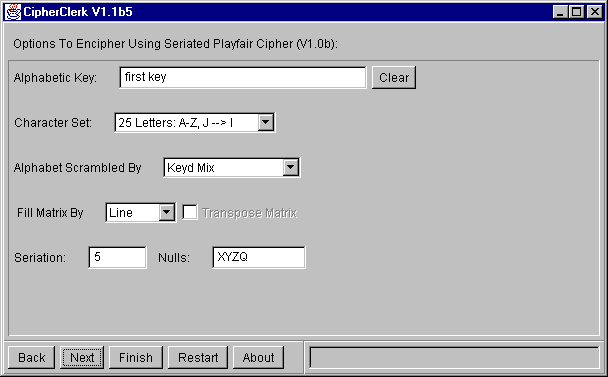 CipherClerk V1.1b5
Options To Encipher Using Seriated Playfair Cipher (V1.0b):
Alphabetic Key: first key Clear
Character Set: 25 Letters: A-Z, J --> I
Alphabet Scrambled By Keyd Mix
Fill Matrix By Line Transpose Matrix
Seriation: 5 Nulls: XYZQ
Back Next Finish Restart About